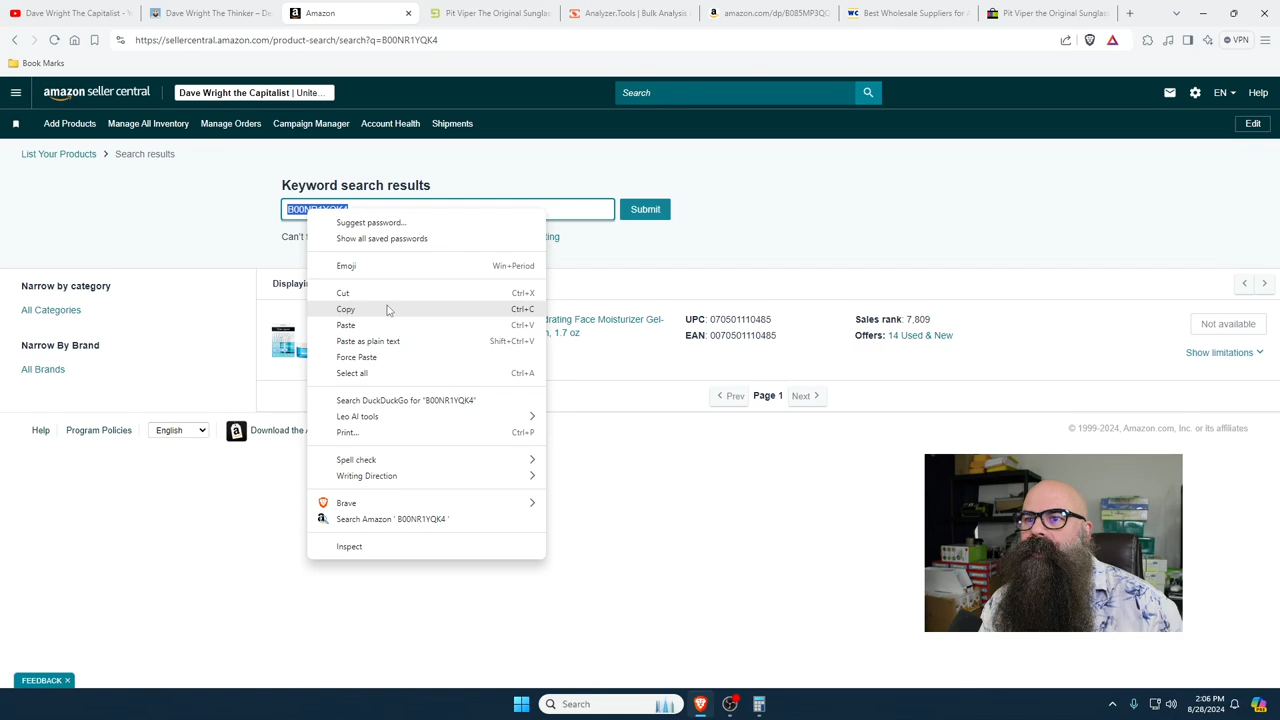 Dave Wright The Capitalist - Y
Dave Wright The Thinker – Do
Amazon
Pit Viper The Original Sunglas
Analyzer.Tools | Bulk Analysis
amazon.com/dp/B085MP3QC
Best Wholesale Suppliers for A
Pit Viper the Original Sunglas
https://sellercentral.amazon.com/product-search/search?q=B00NR1YQK4
VPN
Book Marks
amazon seller central
Dave Wright the Capitalist | Unite...
Search
EN
Help
Add Products
Manage All Inventory
Manage Orders
Campaign Manager
Account Health
Shipments
Edit
List Your Products
Search results
Keyword search results
B00NR1YQK4
Submit
Can't
ting
Suggest password...
Show all saved passwords
Emoji Win+Period
Cut Ctrl+X
Copy Ctrl+C
Paste Ctrl+V
Paste as plain text Shift+Ctrl+V
Force Paste
Select all Ctrl+A
Search DuckDuckGo for "B00NR1YQK4"
Leo AI tools
Print... Ctrl+P
Spell check
Writing Direction
Brave
Search Amazon ' B00NR1YQK4 '
Inspect
Narrow by category
All Categories
Narrow By Brand
All Brands
Displayin
drating Face Moisturizer Gel-
, 1.7 oz
UPC: 0070501110485
EAN: 0070501110485
Sales rank: 7,809
Offers: 14 Used & New
Not available
Show limitations
Prev Page 1 Next
Help
Program Policies
English
Download the A
© 1999-2024, Amazon.com, Inc. or its affiliates
FEEDBACK ×
Search
2:06 PM
8/28/2024